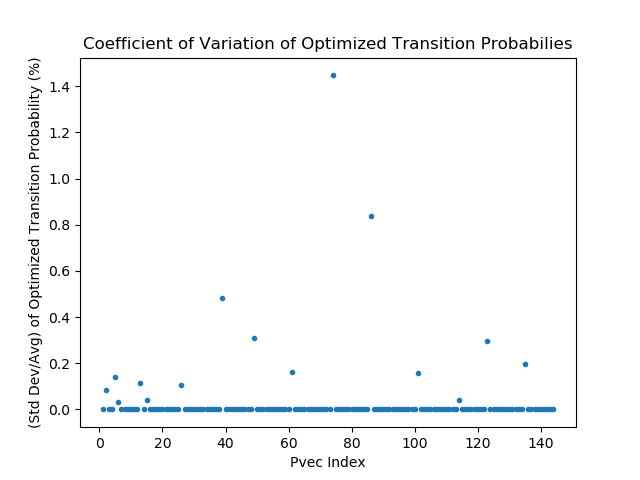 Coefficient of Variation of Optimized Transition Probabilies
(Std Dev/Avg) of Optimized Transition Probability (%)
1.4
1.2
1.0
0.8
0.6
0.4
0.2
0.0
0 20 40 60 80 100 120 140
Pvec Index